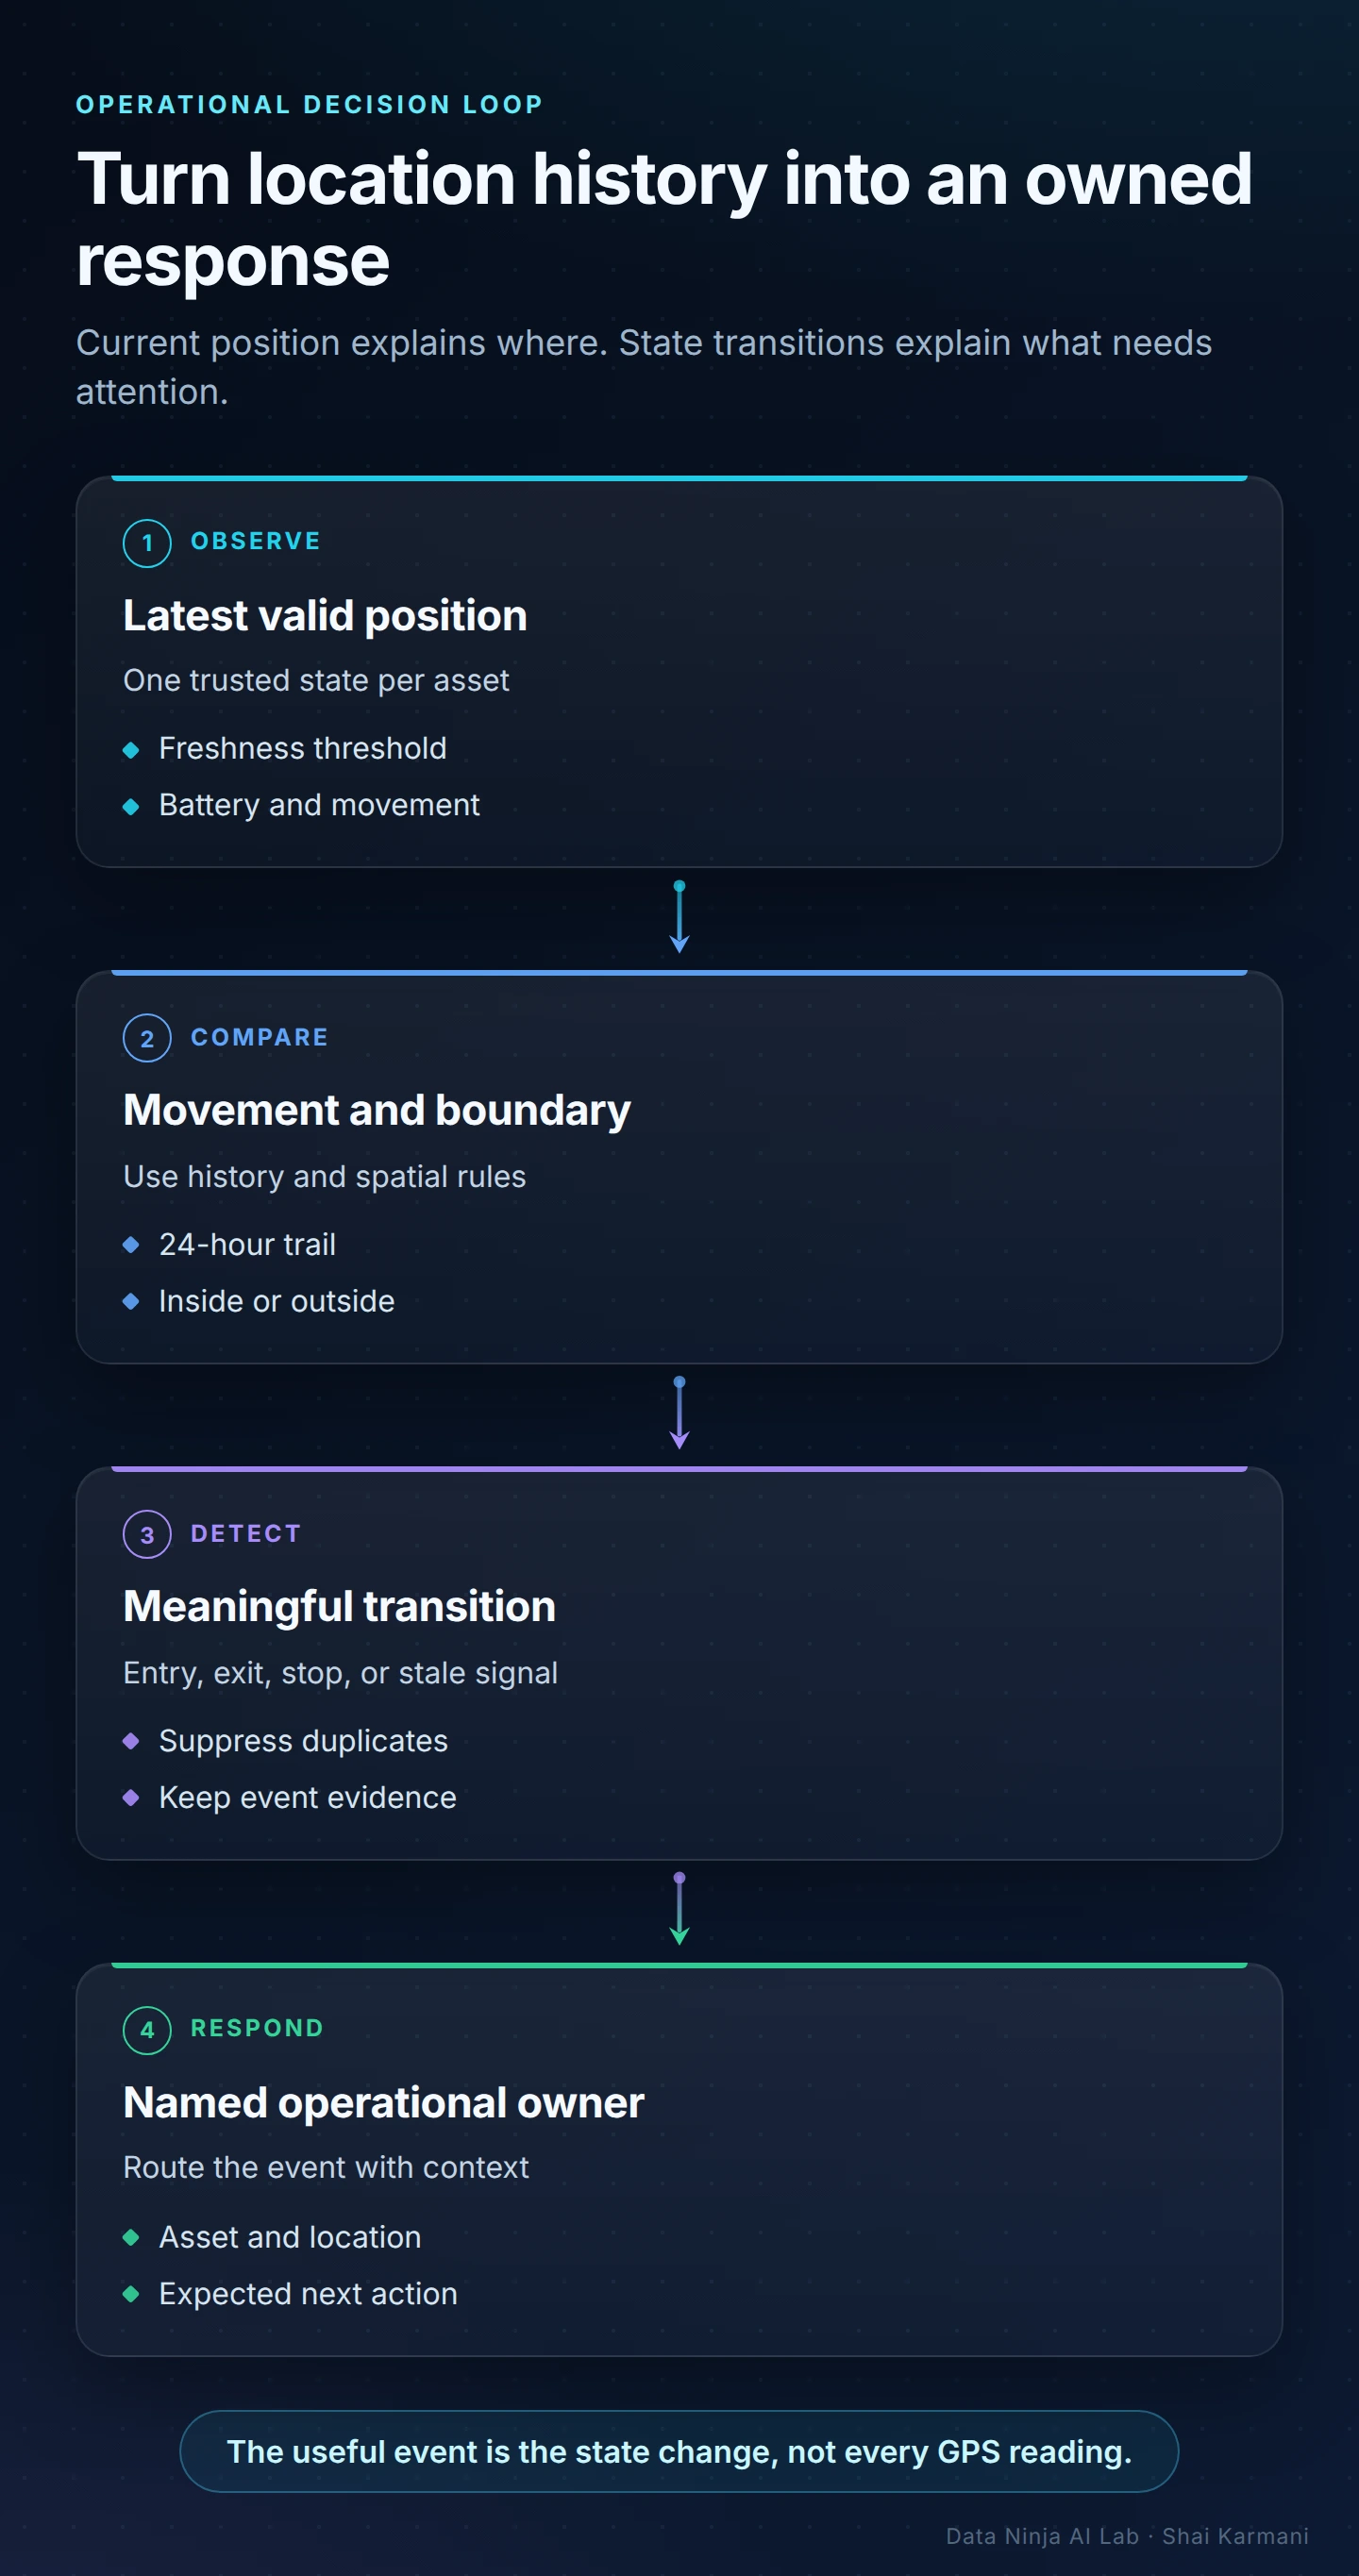 OPERATIONAL DECISION LOOP
Turn location history into an owned
response
Current position explains where. State transitions explain what needs
attention.
1 OBSERVE
Latest valid position
One trusted state per asset
Freshness threshold
Battery and movement
2 COMPARE
Movement and boundary
Use history and spatial rules
24-hour trail
Inside or outside
3 DETECT
Meaningful transition
Entry, exit, stop, or stale signal
Suppress duplicates
Keep event evidence
4 RESPOND
Named operational owner
Route the event with context
Asset and location
Expected next action
The useful event is the state change, not every GPS reading.
Data Ninja AI Lab · Shai Karmani